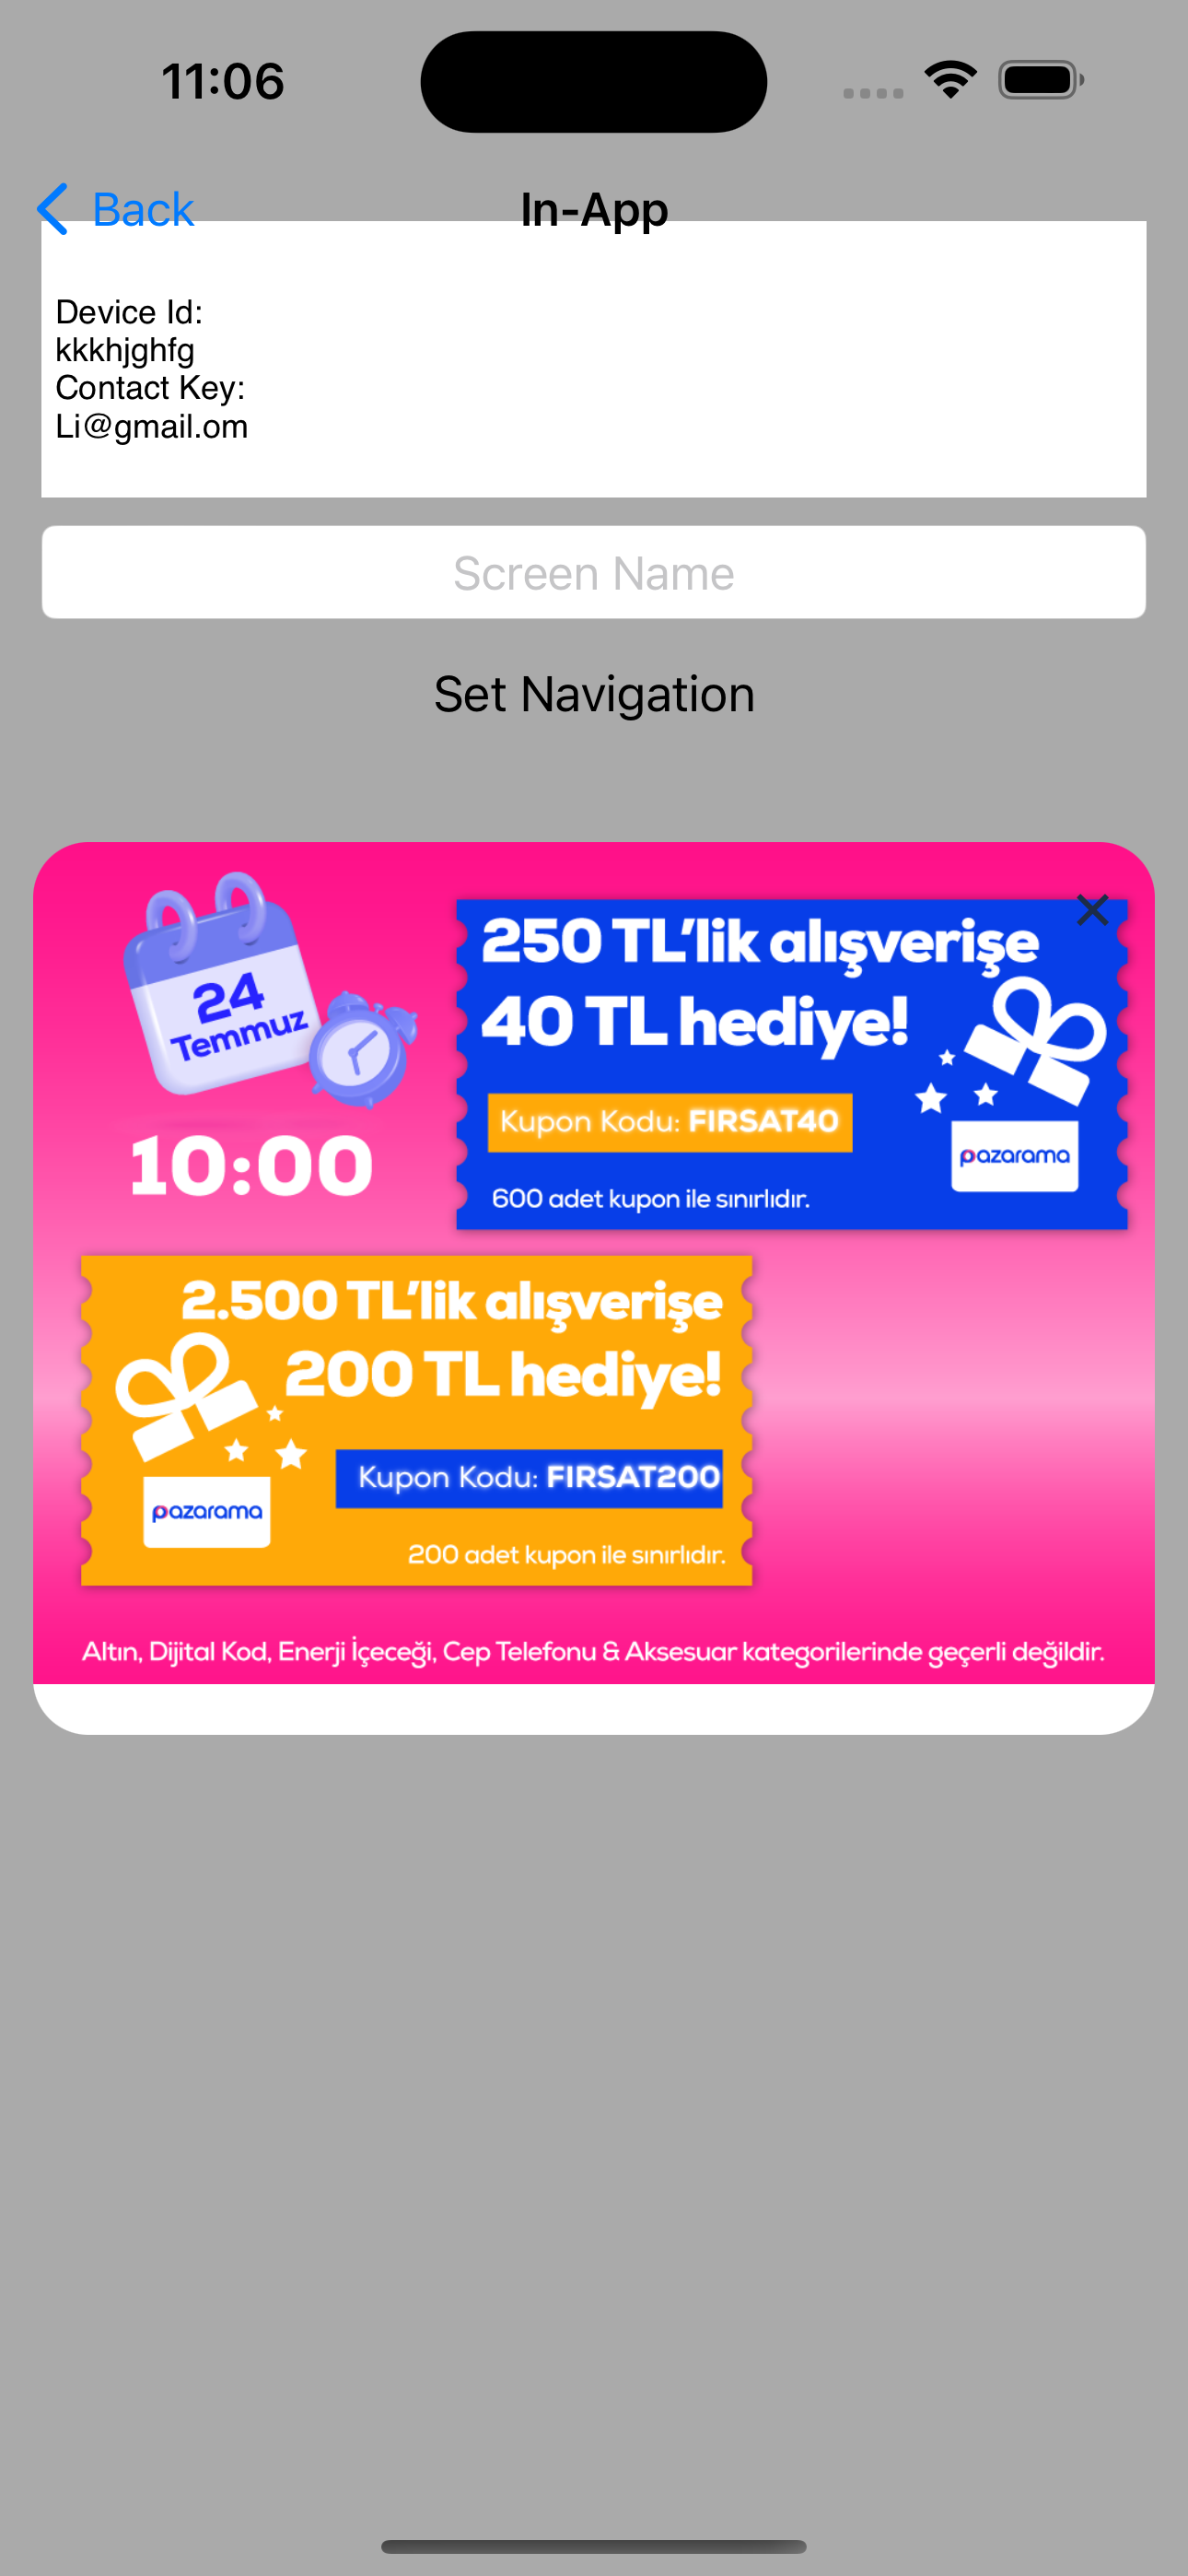 11:06
Back
In-App
Device Id:
kkkhjghfg
Contact Key:
Li@gmail.om
Screen Name
Set Navigation
24
Temmuz
10:00
250 TL'lik alışverişe
40 TL hediye!
Kupon Kodu: FIRSAT40
600 adet kupon ile sınırlıdır.
pazarama
2.500 TL'lik alışverişe
200 TL hediye!
Kupon Kodu: FIRSAT200
pazarama
200 adet kupon ile sınırlıdır.
Altın, Dijital Kod, Enerji İçeceği, Cep Telefonu & Aksesuar kategorilerinde geçerli değildir.